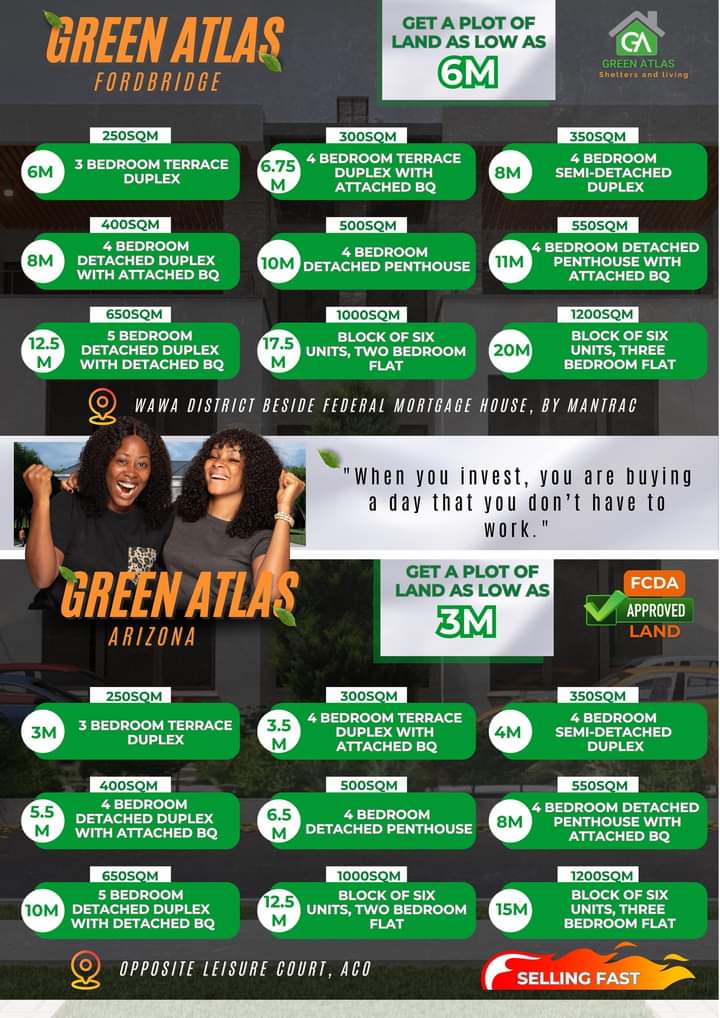 GREEN ATLAS
FORDBRIDGE
GET A PLOT OF
LAND AS LOW AS
6M
GA
GREEN ATLAS
Shelters and living
250SQM
6M
3 BEDROOM TERRACE
DUPLEX
300SQM
6.75
M
4 BEDROOM TERRACE
DUPLEX WITH
ATTACHED BQ
350SQM
8M
4 BEDROOM
SEMI-DETACHED
DUPLEX
400SQM
8M
4 BEDROOM
DETACHED DUPLEX
WITH ATTACHED BQ
500SQM
10M
4 BEDROOM
DETACHED PENTHOUSE
550SQM
11M
4 BEDROOM DETACHED
PENTHOUSE WITH
ATTACHED BQ
650SQM
12.5
M
5 BEDROOM
DETACHED DUPLEX
WITH DETACHED BQ
1000SQM
17.5
M
BLOCK OF SIX
UNITS, TWO BEDROOM
FLAT
1200SQM
20M
BLOCK OF SIX
UNITS, THREE
BEDROOM FLAT
WAWA DISTRICT BESIDE FEDERAL MORTGAGE HOUSE, BY MANTRAC
"When you invest, you are buying
a day that you don’t have to
work."
GREEN ATLAS
ARIZONA
GET A PLOT OF
LAND AS LOW AS
3M
FCDA
APPROVED
LAND
250SQM
3M
3 BEDROOM TERRACE
DUPLEX
300SQM
3.5
M
4 BEDROOM TERRACE
DUPLEX WITH
ATTACHED BQ
350SQM
4M
4 BEDROOM
SEMI-DETACHED
DUPLEX
400SQM
5.5
M
4 BEDROOM
DETACHED DUPLEX
WITH ATTACHED BQ
500SQM
6.5
M
4 BEDROOM
DETACHED PENTHOUSE
550SQM
8M
4 BEDROOM DETACHED
PENTHOUSE WITH
ATTACHED BQ
650SQM
10M
5 BEDROOM
DETACHED DUPLEX
WITH DETACHED BQ
1000SQM
12.5
M
BLOCK OF SIX
UNITS, TWO BEDROOM
FLAT
1200SQM
15M
BLOCK OF SIX
UNITS, THREE
BEDROOM FLAT
OPPOSITE LEISURE COURT, ACO
SELLING FAST